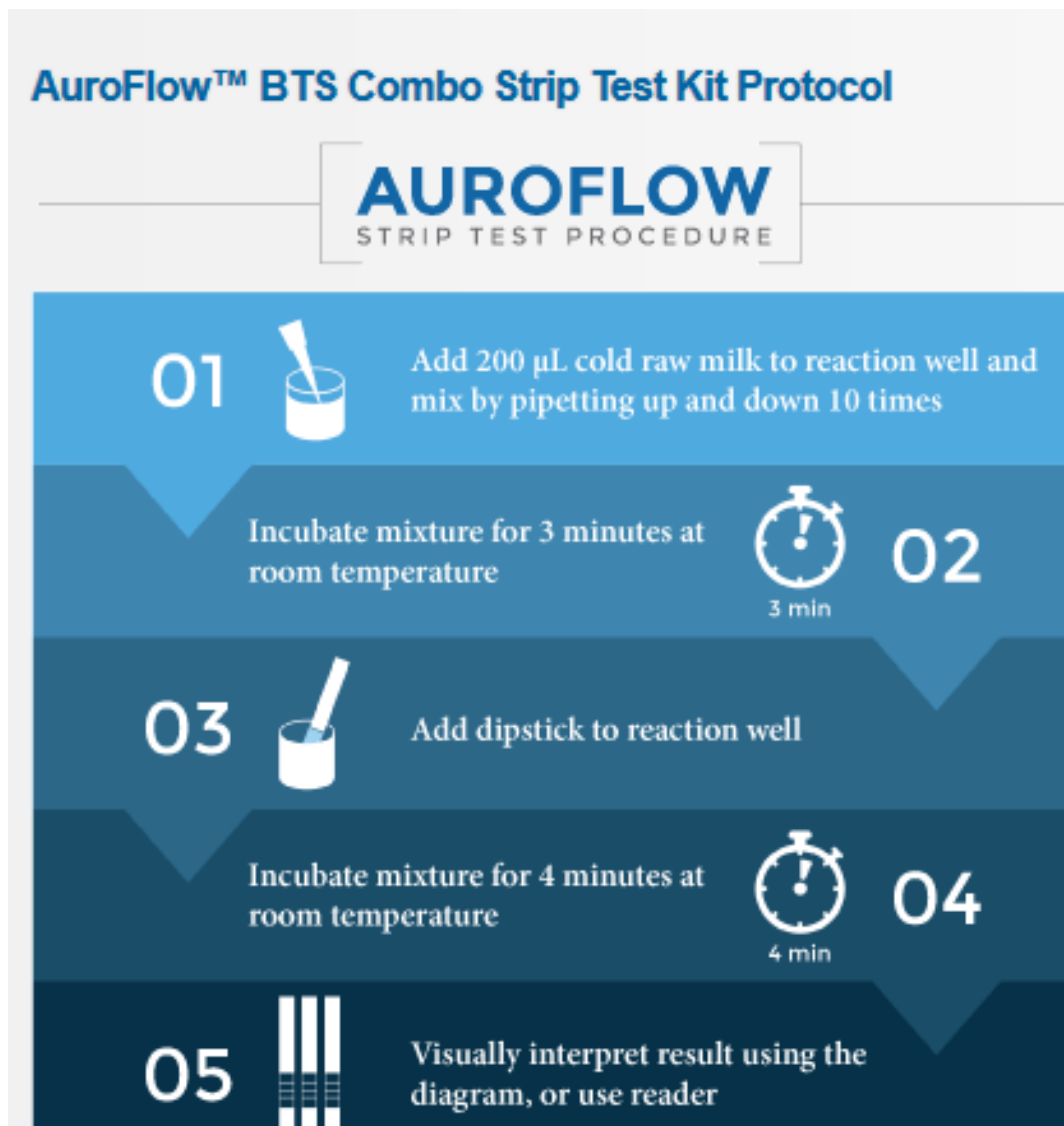 AuroFlow™ BTS Combo Strip Test Kit Protocol
AUROFLOW
STRIP TEST PROCEDURE
01
Add 200 µL cold raw milk to reaction well and
mix by pipetting up and down 10 times
Incubate mixture for 3 minutes at
room temperature
3 min
02
03
Add dipstick to reaction well
Incubate mixture for 4 minutes at
room temperature
4 min
04
05
Visually interpret result using the
diagram, or use reader